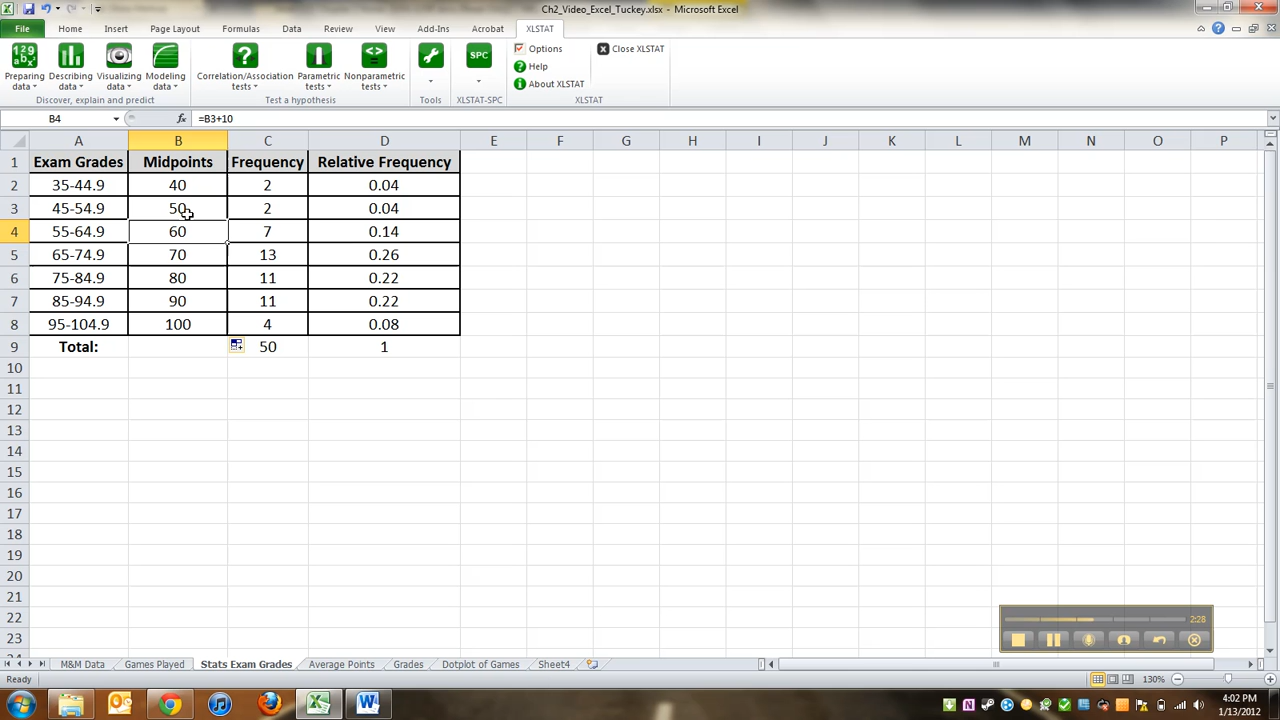 Ch2_Video_Excel_Tuckey.xlsx - Microsoft Excel
File Home Insert Page Layout Formulas Data Review View Add-Ins Acrobat XLSTAT
Preparing data Describing data Visualizing data Modeling data Correlation/Association tests Parametric tests Nonparametric tests Tools SPC XLSTAT-SPC Options Close XLSTAT
Help
About XLSTAT
Discover, explain and predict Test a hypothesis Tools XLSTAT-SPC XLSTAT
B4 fx =B3+10
A B C D E F G H I J K L M N O P
1 Exam Grades Midpoints Frequency Relative Frequency
2 35-44.9 40 2 0.04
3 45-54.9 50 2 0.04
4 55-64.9 60 7 0.14
5 65-74.9 70 13 0.26
6 75-84.9 80 11 0.22
7 85-94.9 90 11 0.22
8 95-104.9 100 4 0.08
9 Total: 50 1
10
11
12
13
14
15
16
17
18
19
20
21
22
23
2:28
M&M Data Games Played Stats Exam Grades Average Points Grades Dotplot of Games Sheet4
Ready 130%
4:02 PM
1/13/2012